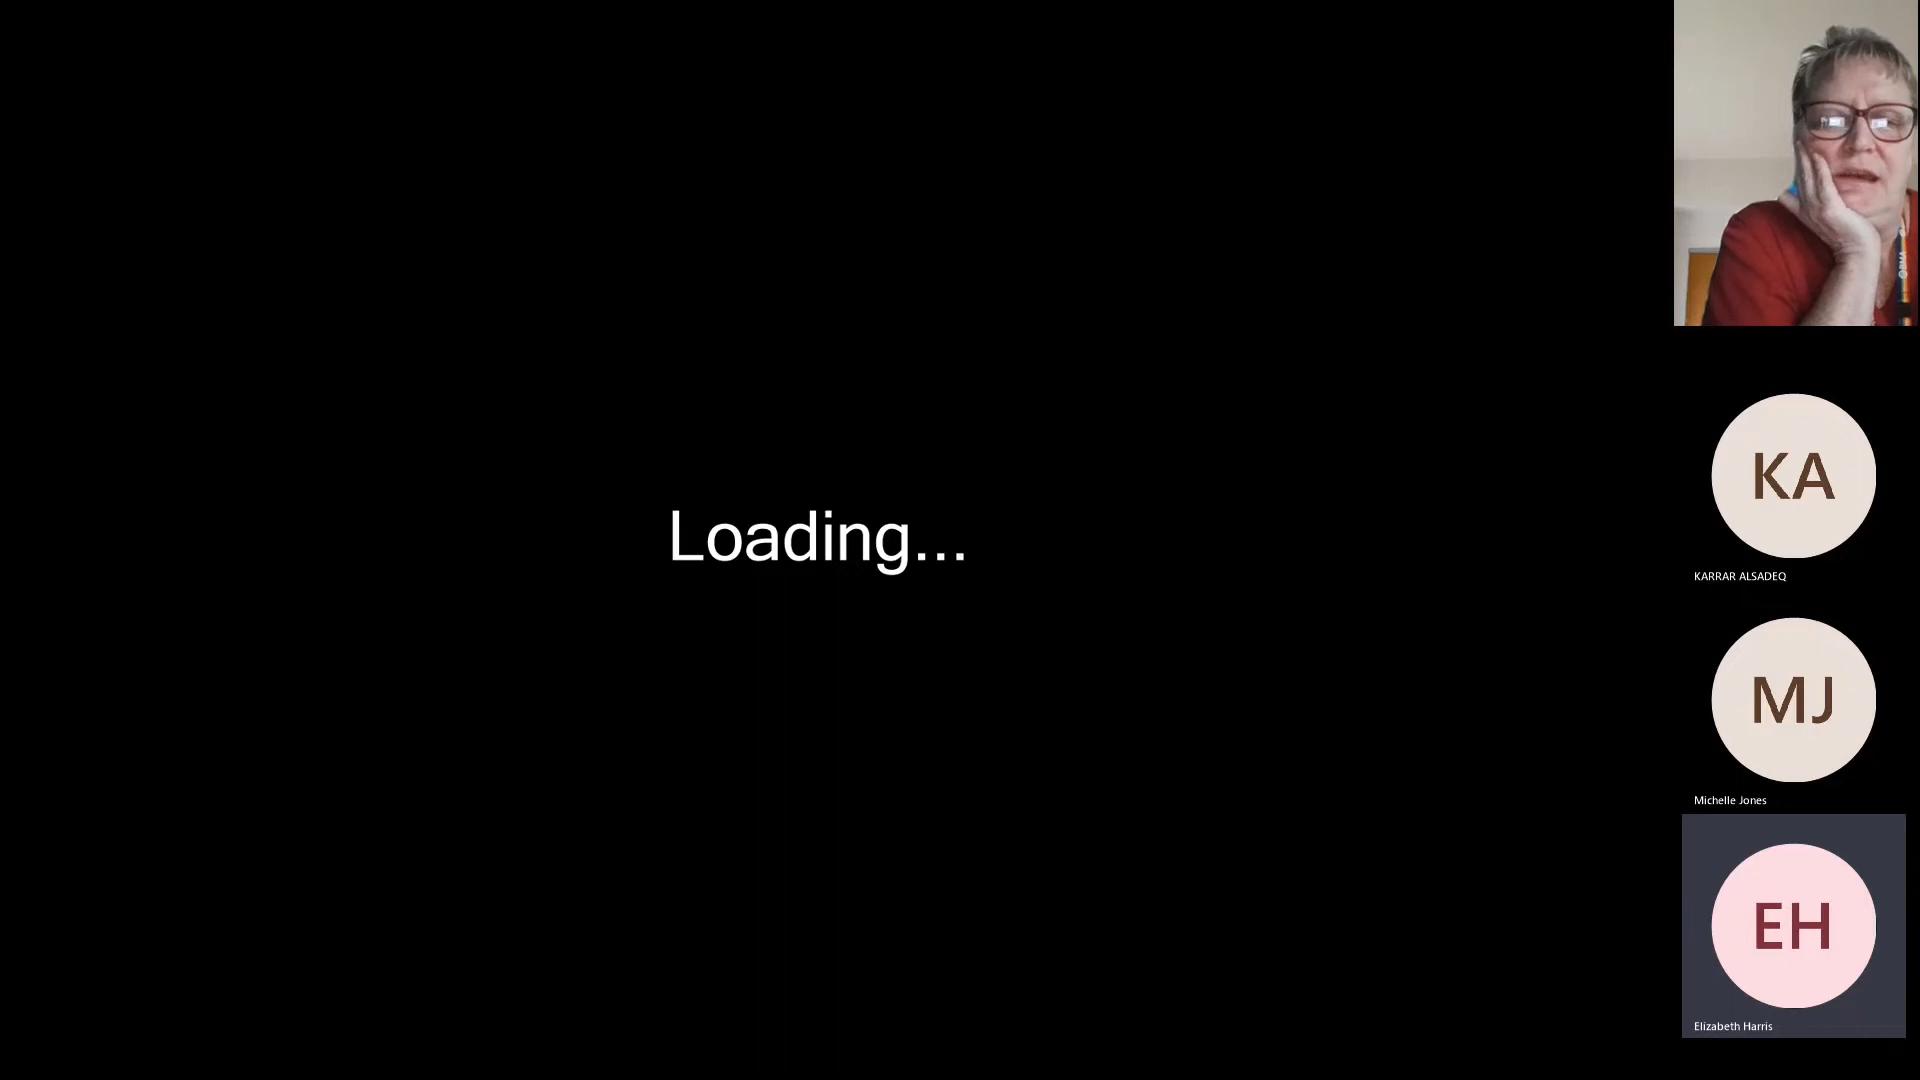 Loading...
KA
KARRAR ALSADEQ
MJ
Michelle Jones
EH
Elizabeth Harris